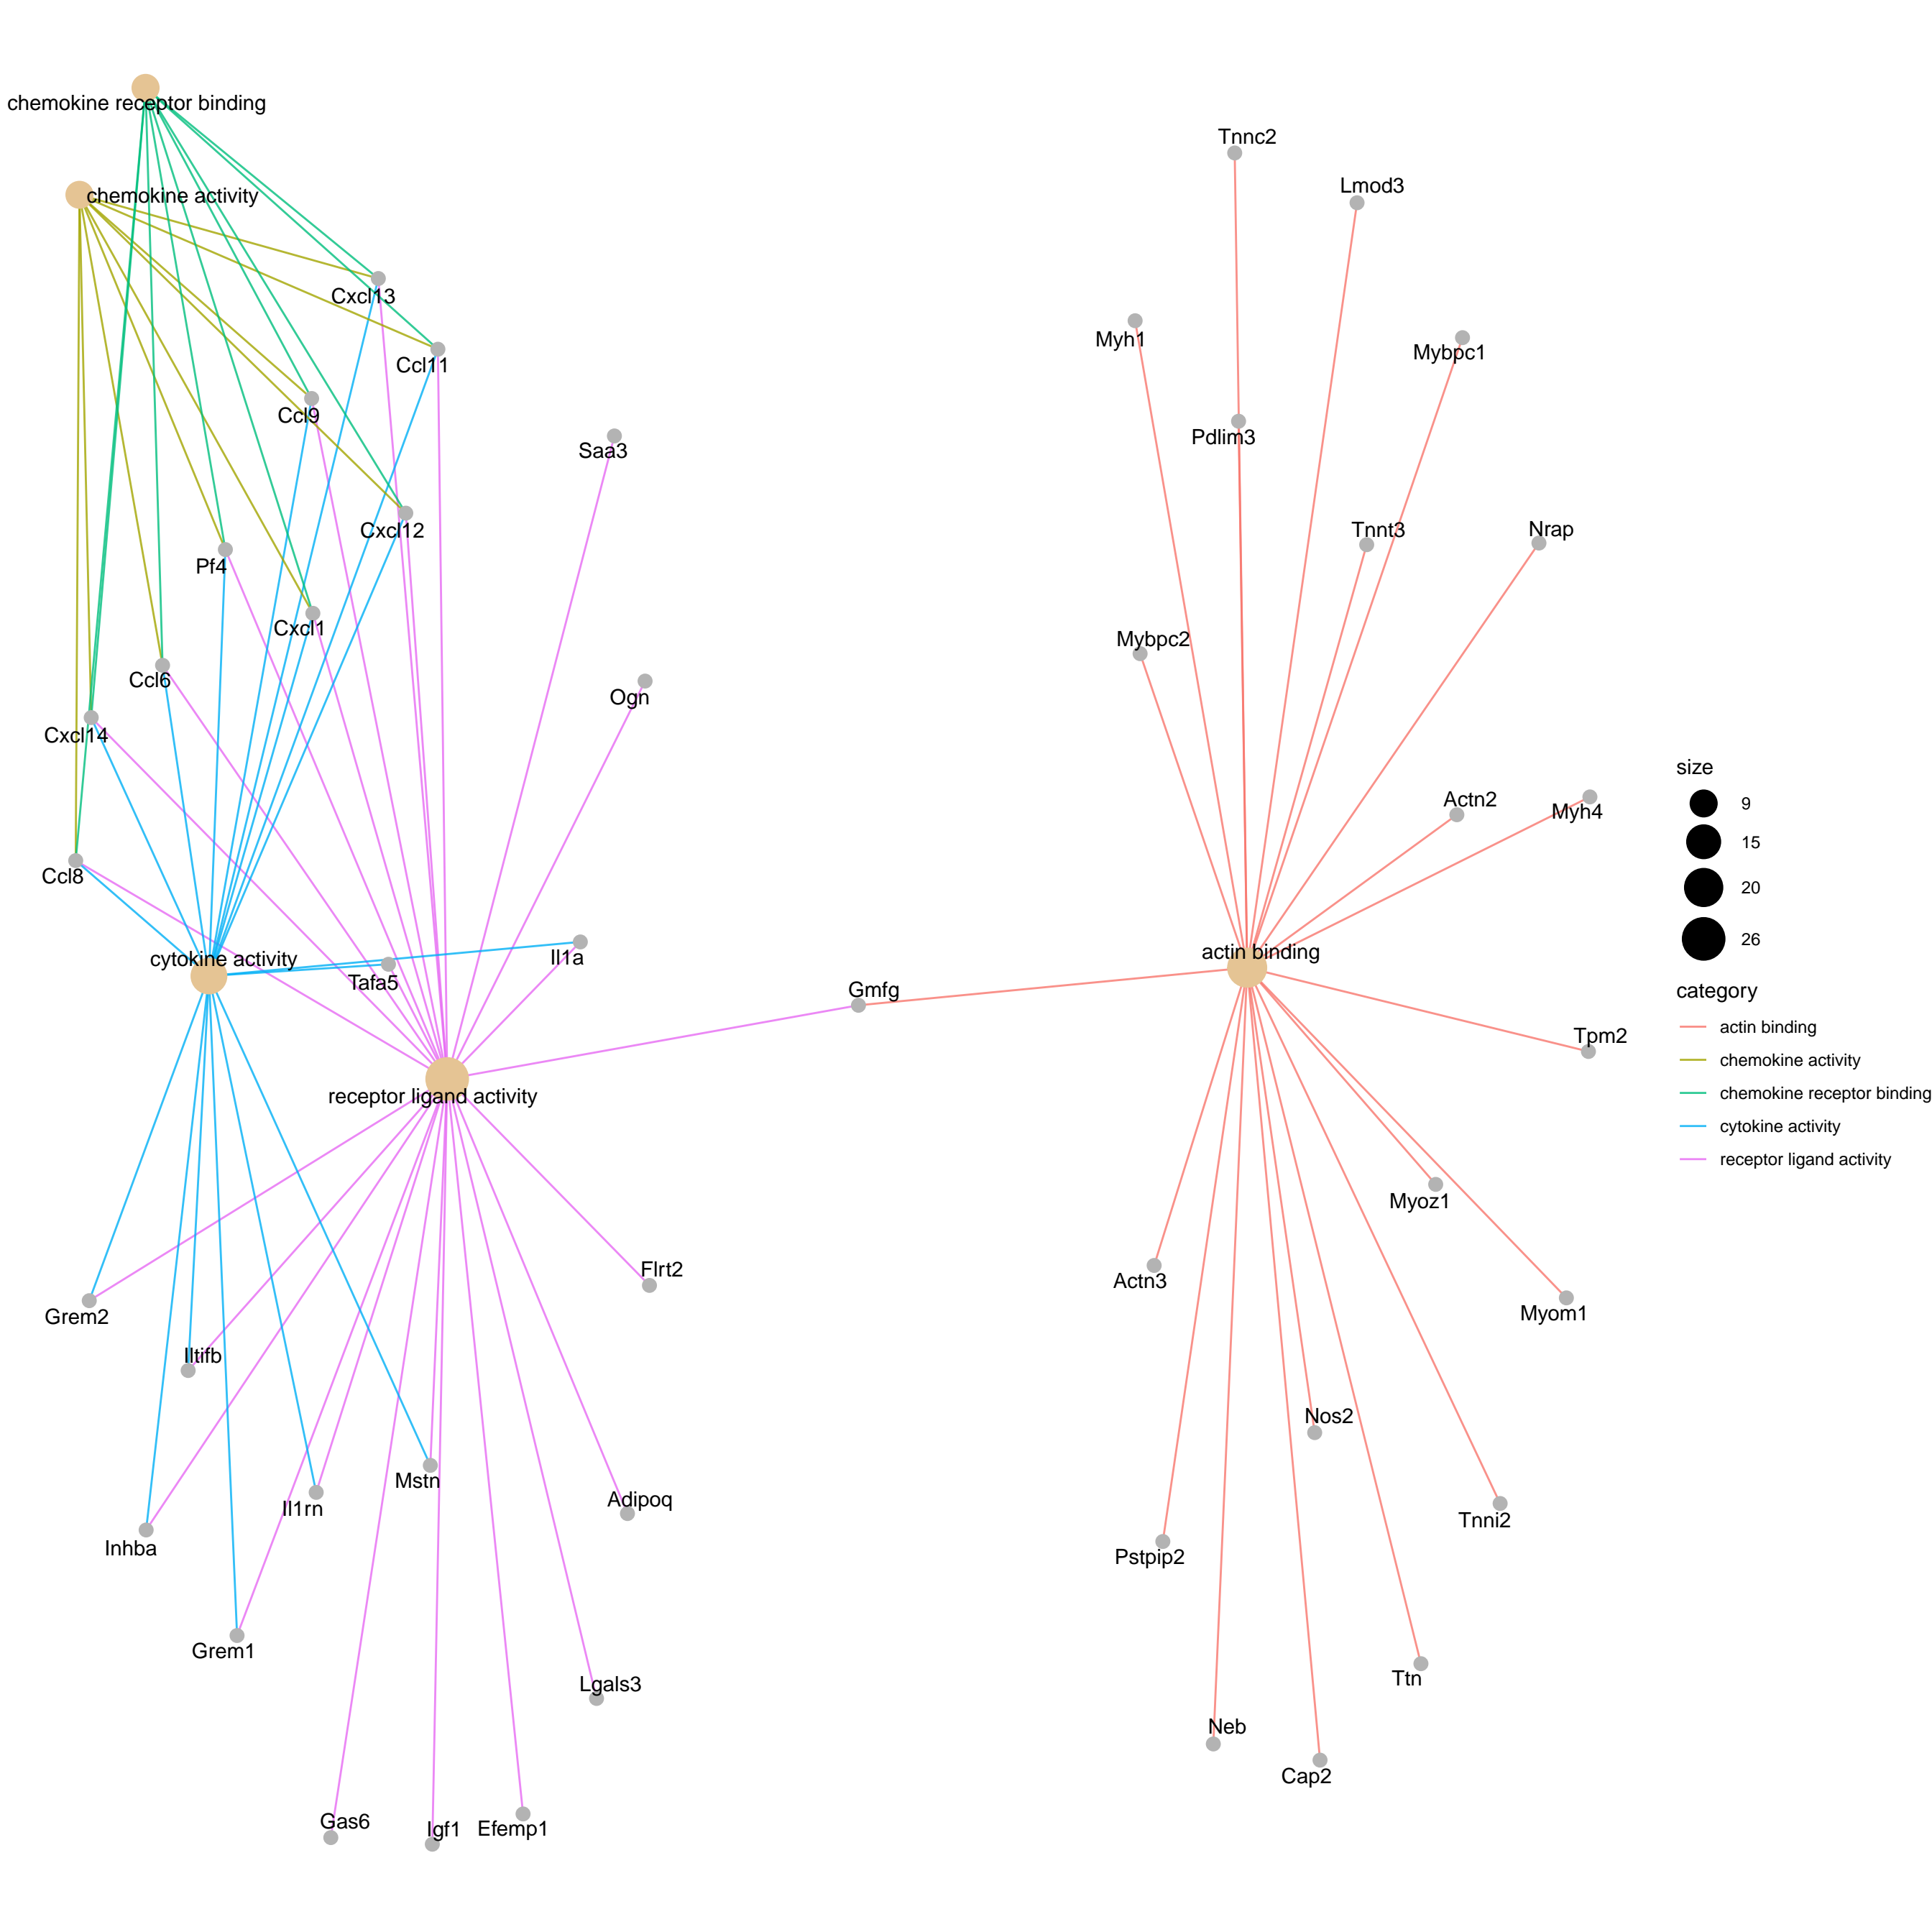 chemokine receptor binding
Tnnc2
Lmod3
chemokine activity
Cxcl13
Myh1
Mybpc1
Ccl11
Ccl9
Pdlim3
Saa3
Cxcl12
Tnnt3
Nrap
Pf4
Cxcl1
Mybpc2
Ccl6
Ogn
Cxcl14
size
Actn2
9
Myh4
15
Ccl8
20
26
actin binding
cytokine activity
Il1a
Tafa5
Gmfg
category
actin binding
Tpm2
chemokine activity
receptor ligand activity
chemokine receptor binding
cytokine activity
receptor ligand activity
Myoz1
Flrt2
Actn3
Grem2
Myom1
Iltifb
Nos2
Mstn
Adipoq
Il1rn
Tnni2
Inhba
Pstpip2
Grem1
Ttn
Lgals3
Neb
Cap2
Gas6
Igf1
Efemp1